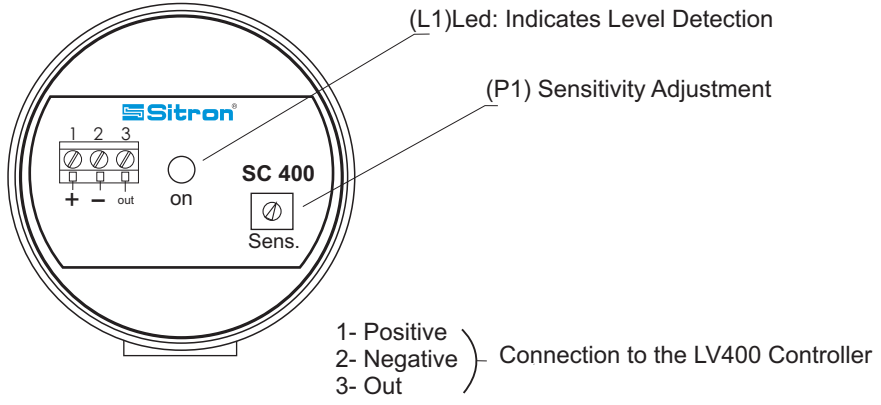 (L1)Led: Indicates Level Detection
(P1) Sensitivity Adjustment
Sitron®
1 2 3
+ − out
on
SC 400
Sens.
1- Positive
2- Negative
3- Out
Connection to the LV400 Controller